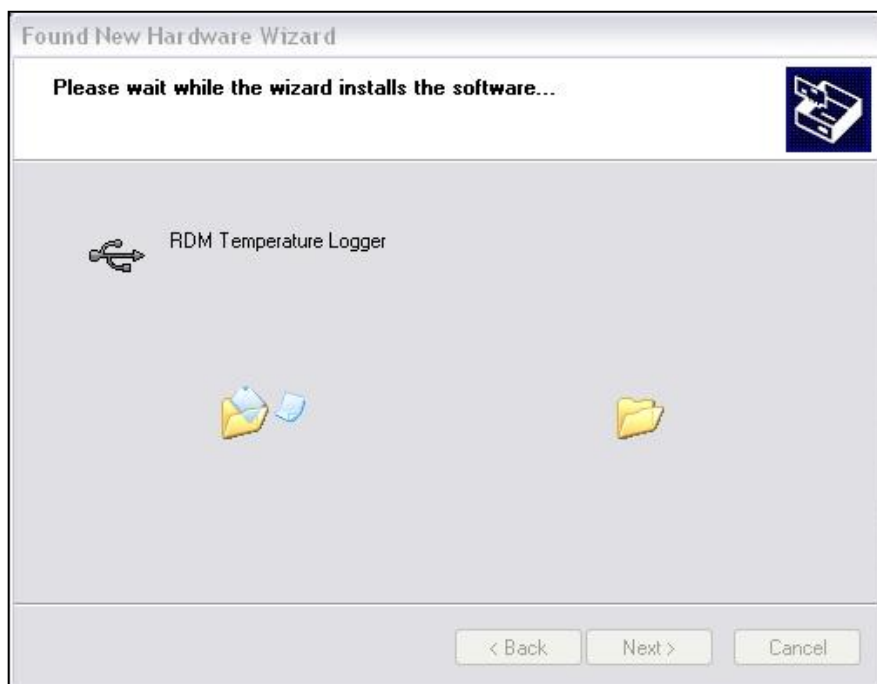 Found New Hardware Wizard
Please wait while the wizard installs the software...
RDM Temperature Logger
< Back
Next >
Cancel